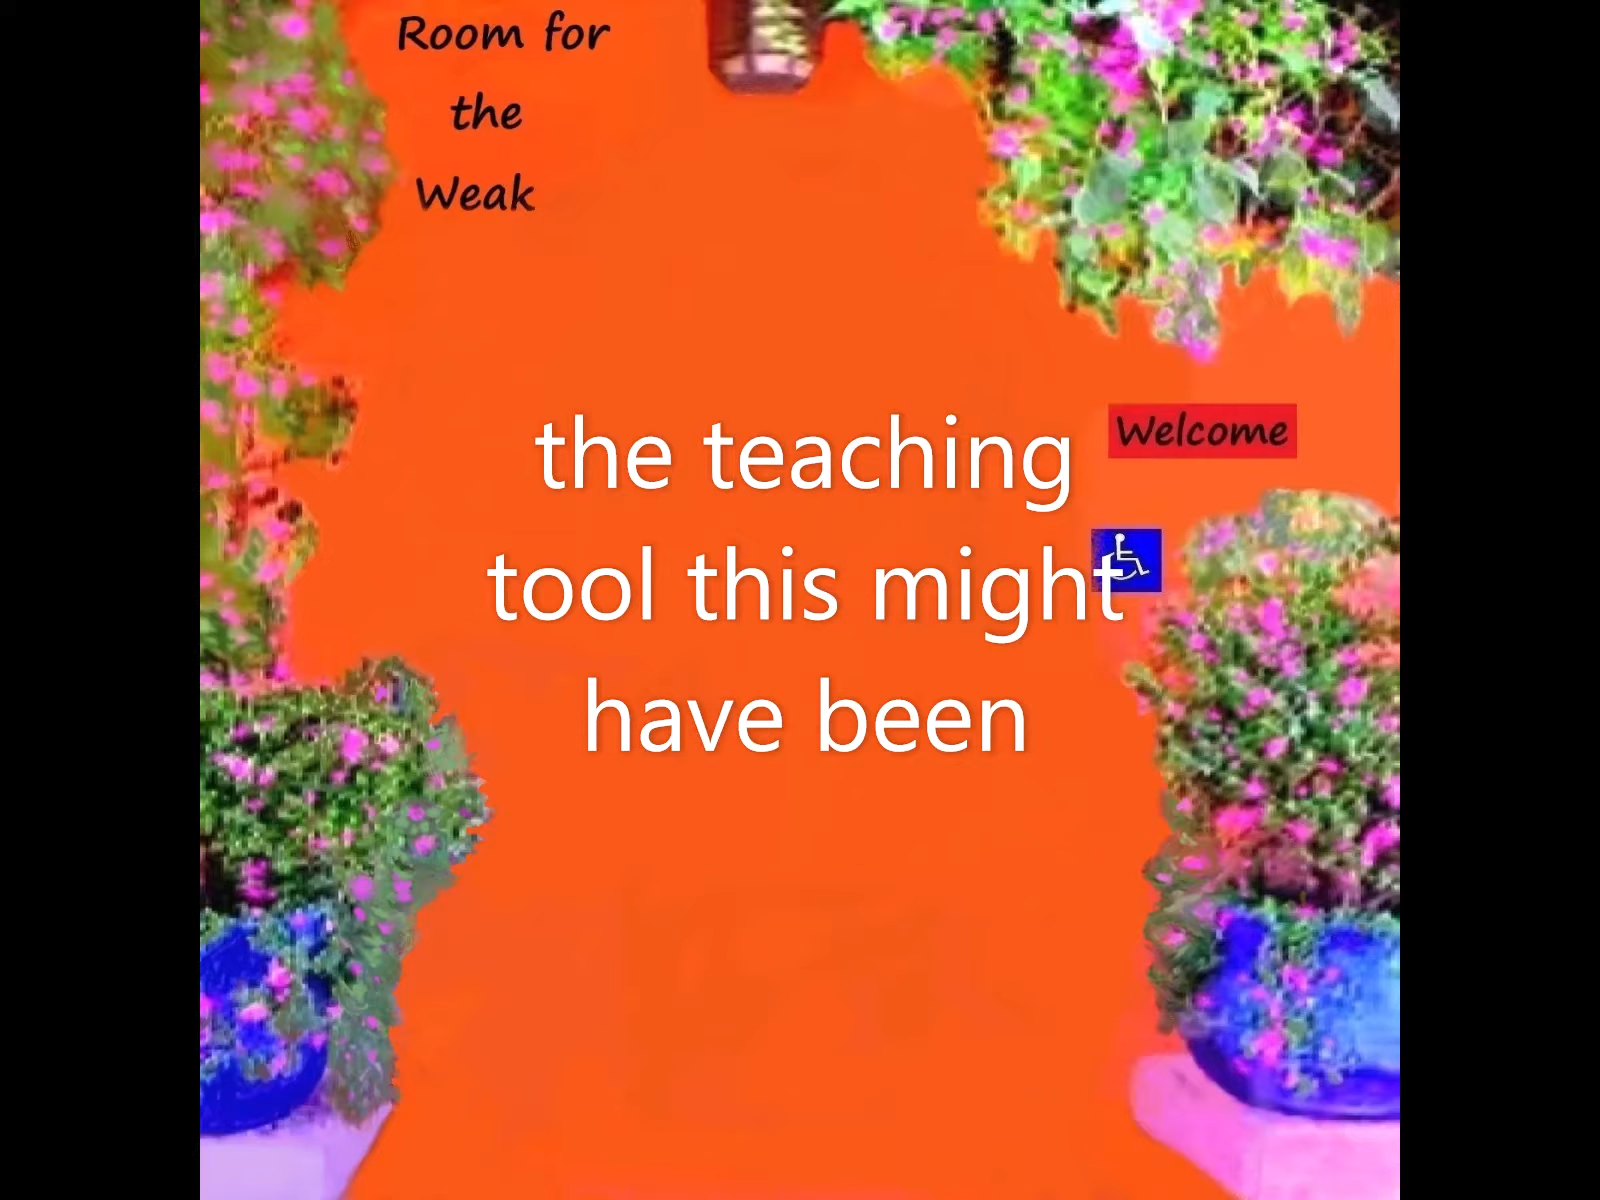 Room for
the
Weak
Welcome
the teaching
tool this might
have been